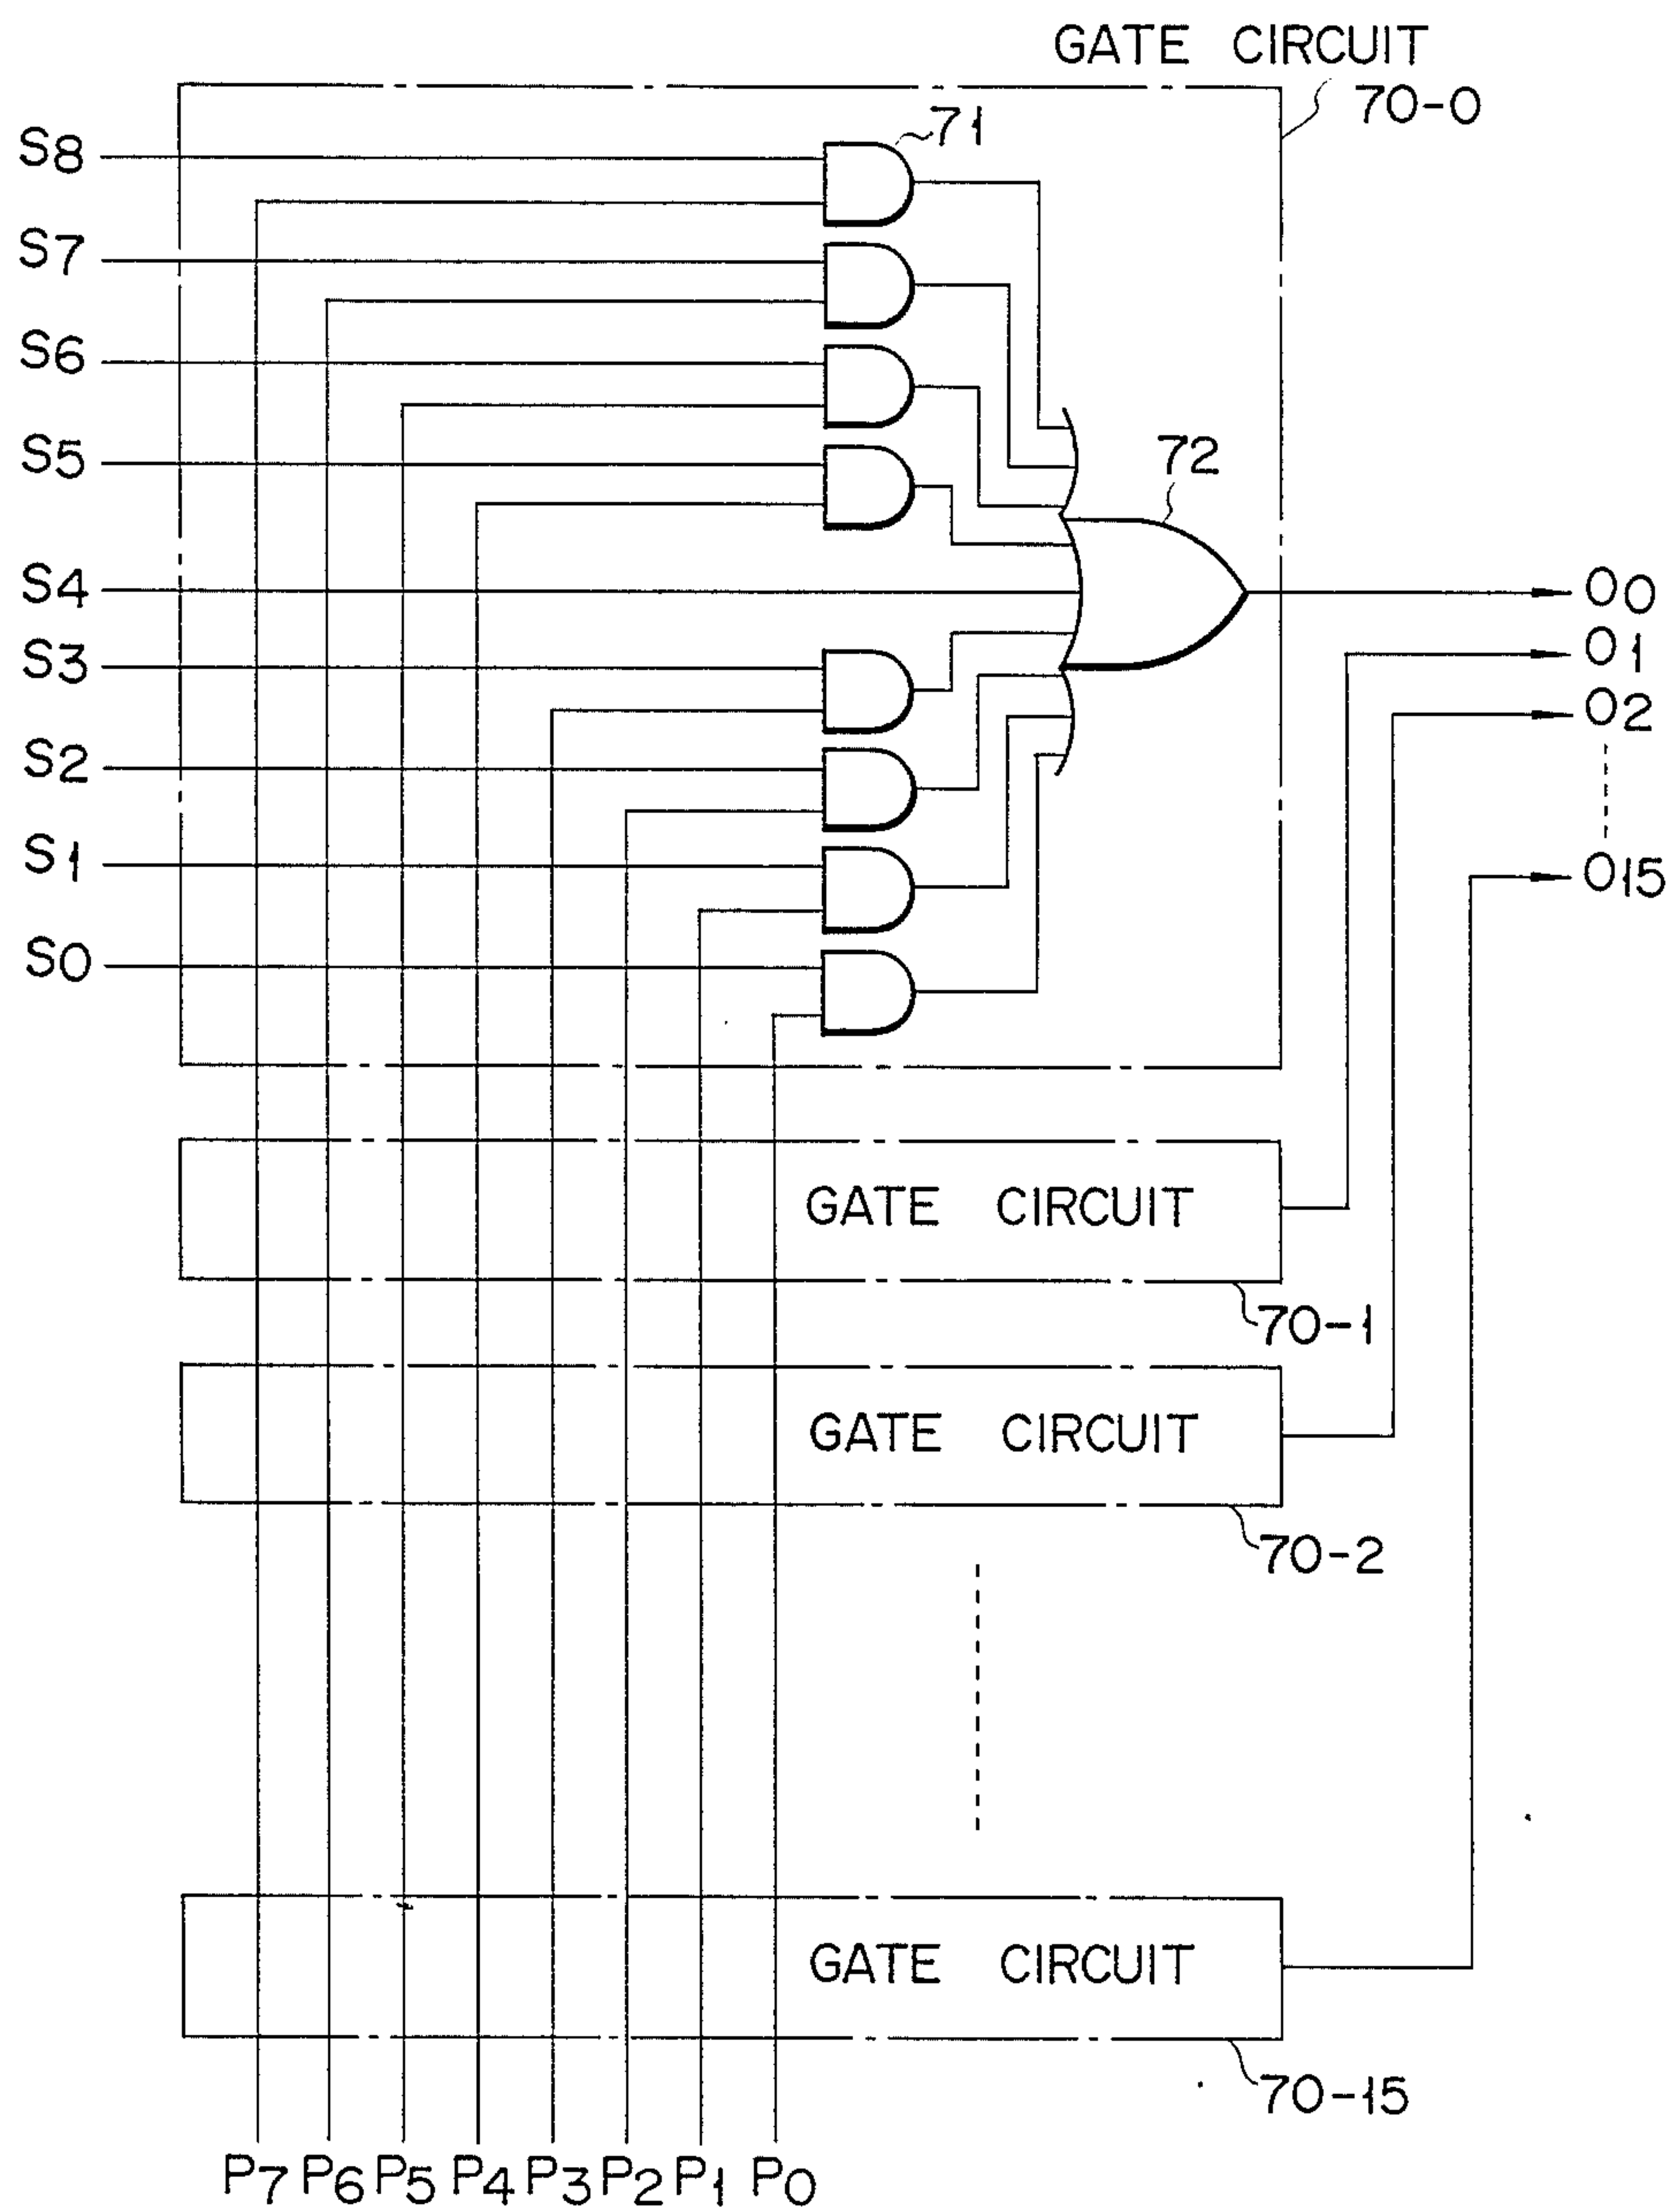 GATE CIRCUIT
70-0
71
S8
S7
S6
S5
72
S4
O0
S3
O1
O2
S2
S1
O15
S0
GATE CIRCUIT
70-1
GATE CIRCUIT
70-2
GATE CIRCUIT
70-15
P7 P6 P5 P4 P3 P2 P1 P0